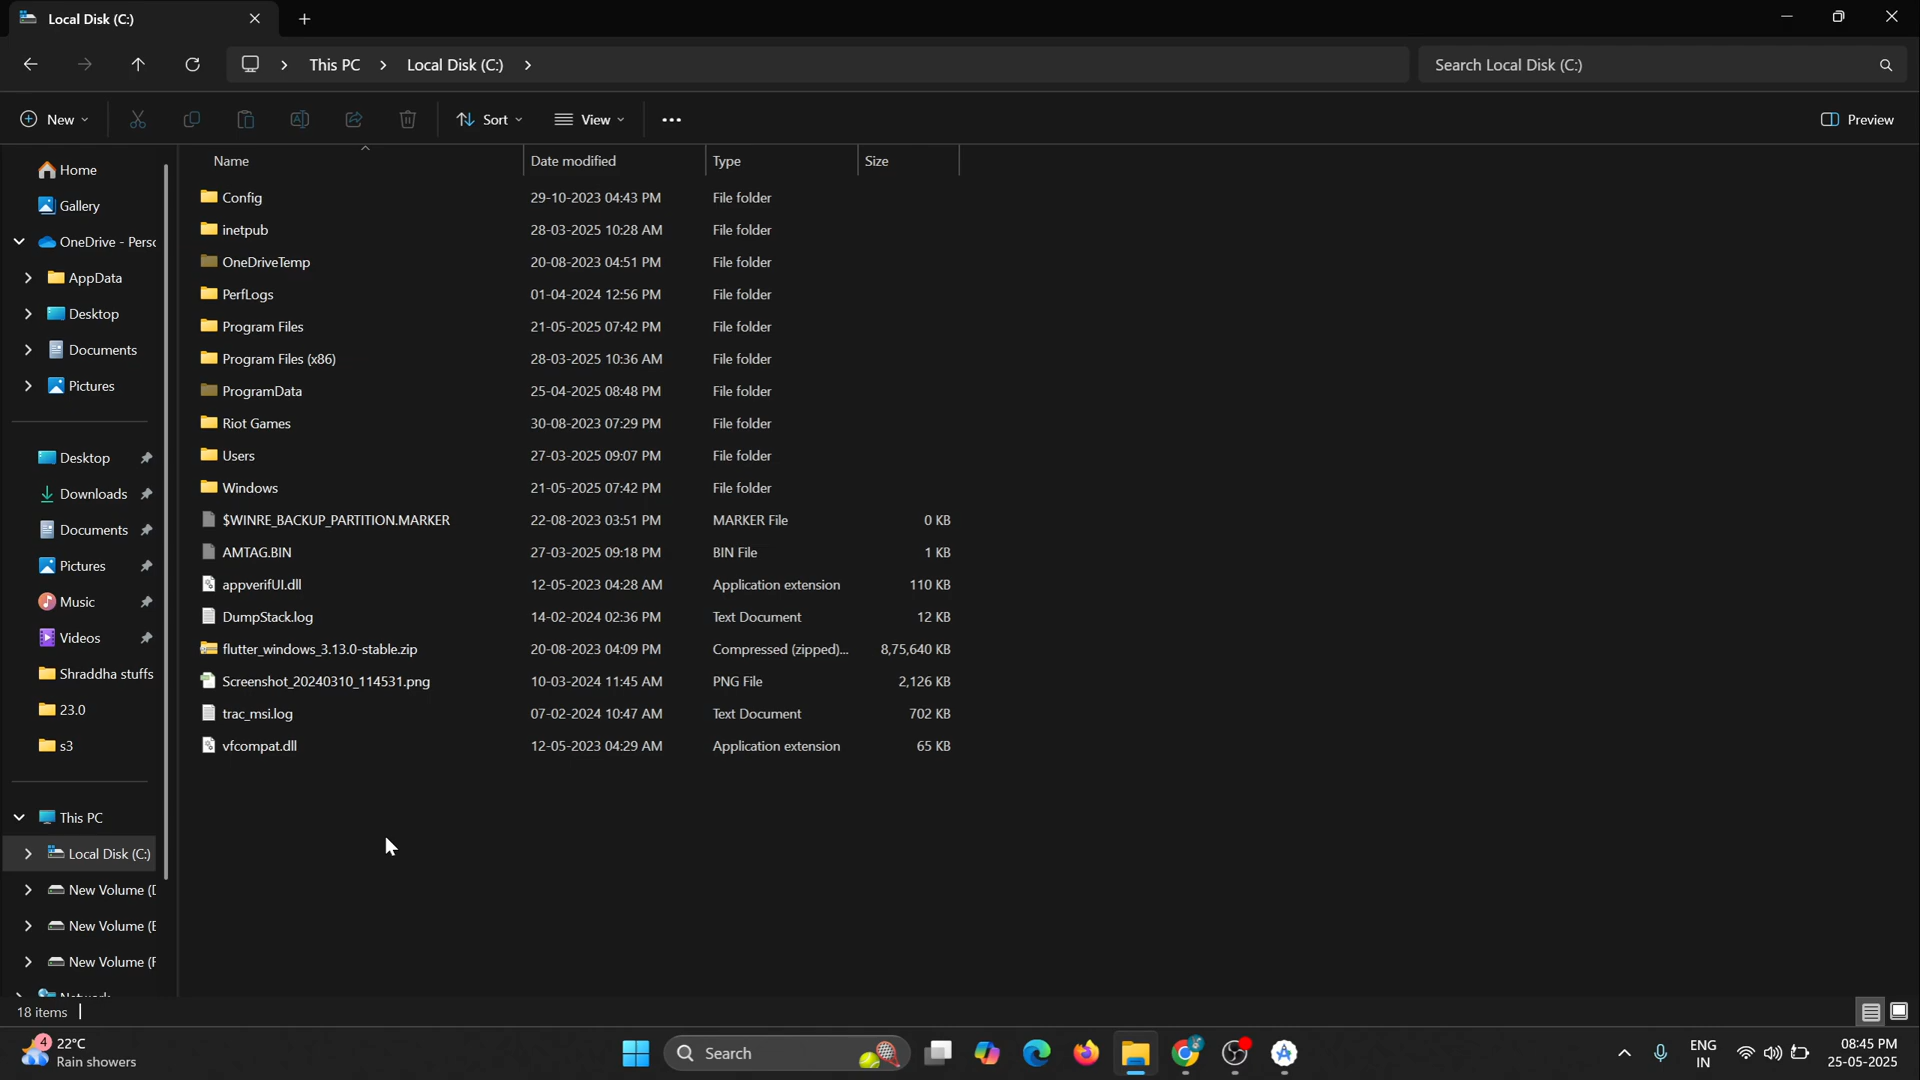 Local Disk (C:)
This PC
Local Disk (C:)
Search Local Disk (C:)
New
Sort
View
Preview
Home
Gallery
OneDrive - Persc
AppData
Desktop
Documents
Pictures
Desktop
Downloads
Documents
Pictures
Music
Videos
Shraddha stuffs
23.0
s3
This PC
Local Disk (C:)
New Volume (D
New Volume (E
New Volume (F
Network
Name Date modified Type Size
Config 29-10-2023 04:43 PM File folder
inetpub 28-03-2025 10:28 AM File folder
OneDriveTemp 20-08-2023 04:51 PM File folder
PerfLogs 01-04-2024 12:56 PM File folder
Program Files 21-05-2025 07:42 PM File folder
Program Files (x86) 28-03-2025 10:36 AM File folder
ProgramData 25-04-2025 08:48 PM File folder
Riot Games 30-08-2023 07:29 PM File folder
Users 27-03-2025 09:07 PM File folder
Windows 21-05-2025 07:42 PM File folder
$WINRE_BACKUP_PARTITION.MARKER 22-08-2023 03:51 PM MARKER File 0 KB
AMTAG.BIN 27-03-2025 09:18 PM BIN File 1 KB
appverifUI.dll 12-05-2023 04:28 AM Application extension 110 KB
DumpStack.log 14-02-2024 02:36 PM Text Document 12 KB
flutter_windows_3.13.0-stable.zip 20-08-2023 04:09 PM Compressed (zipped)... 8,75,640 KB
Screenshot_20240310_114531.png 10-03-2024 11:45 AM PNG File 2,126 KB
trac_msi.log 07-02-2024 10:47 AM Text Document 702 KB
vfcompat.dll 12-05-2023 04:29 AM Application extension 65 KB
18 items
4
22°C
Rain showers
Search
ENG
IN
08:45 PM
25-05-2025